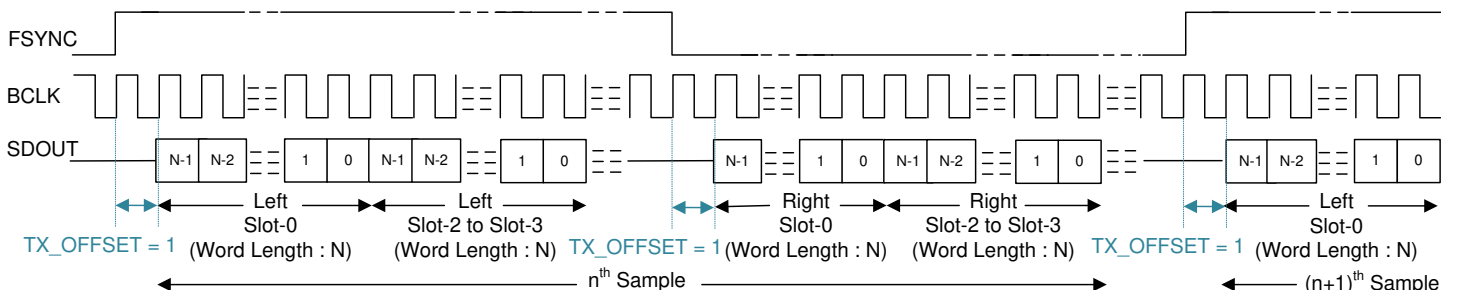 FSYNC
BCLK
SDOUT
N-1 N-2 1 0 N-1 N-2 1 0 N-1 1 0 N-1 N-2 1 0 N-1 N-2 1 0
Left Left Right Right Left
Slot-0 Slot-2 to Slot-3 Slot-0 Slot-2 to Slot-3 Slot-0
TX_OFFSET = 1 (Word Length : N) (Word Length : N) TX_OFFSET = 1 (Word Length : N) (Word Length : N) TX_OFFSET = 1 (Word Length : N)
nth Sample (n+1)th Sample